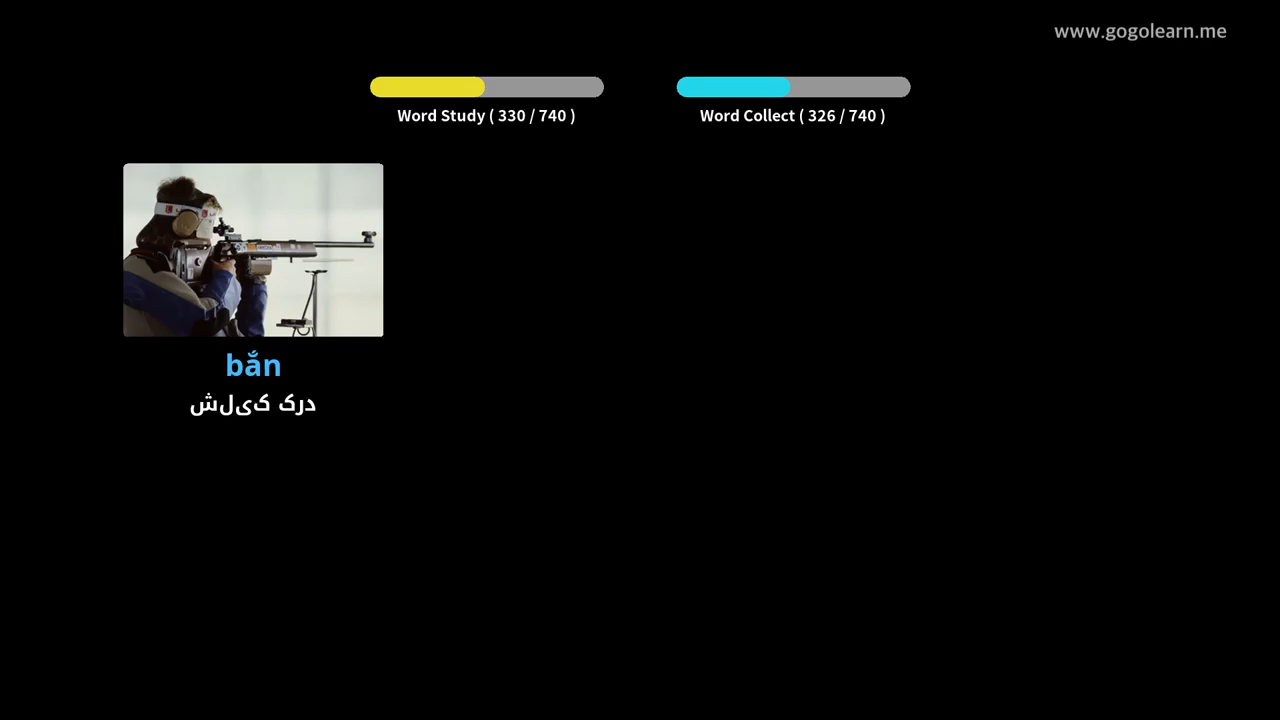 www.gogolearn.me
Word Study ( 330 / 740 )
Word Collect ( 326 / 740 )
bắn
درک کیلش